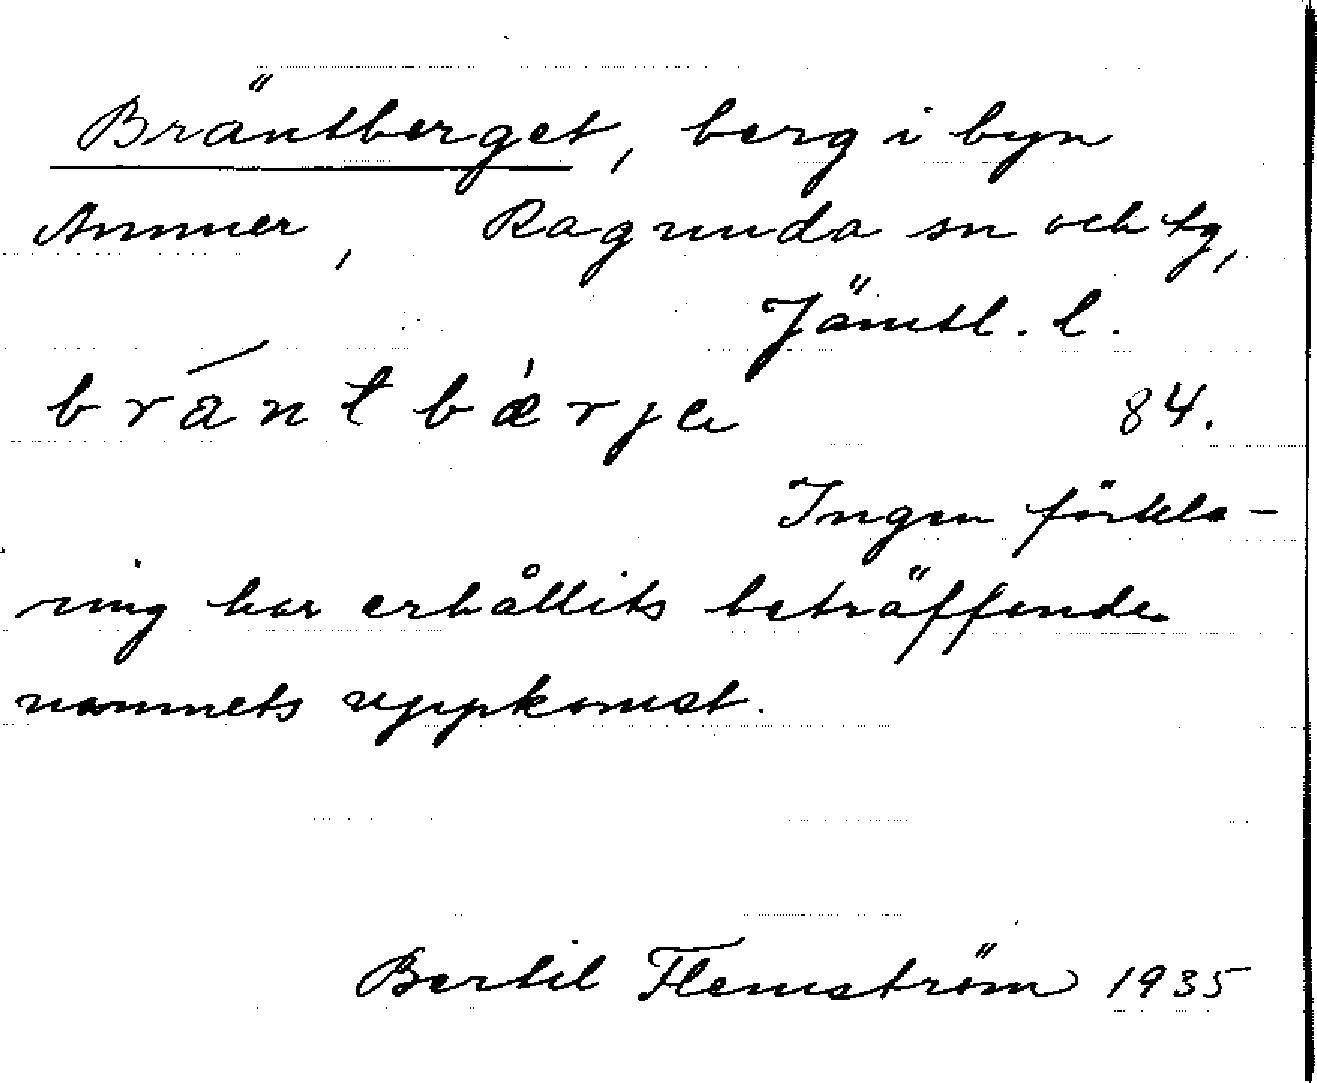 Bräntberget, berg i byn
Ammer, Ragunda sn och tg,
Jämtl. l.
bràntbærje 84.
Ingen förkla-
ring har erhållits beträffande
namnets uppkomst.
Bertil Flemström 1935